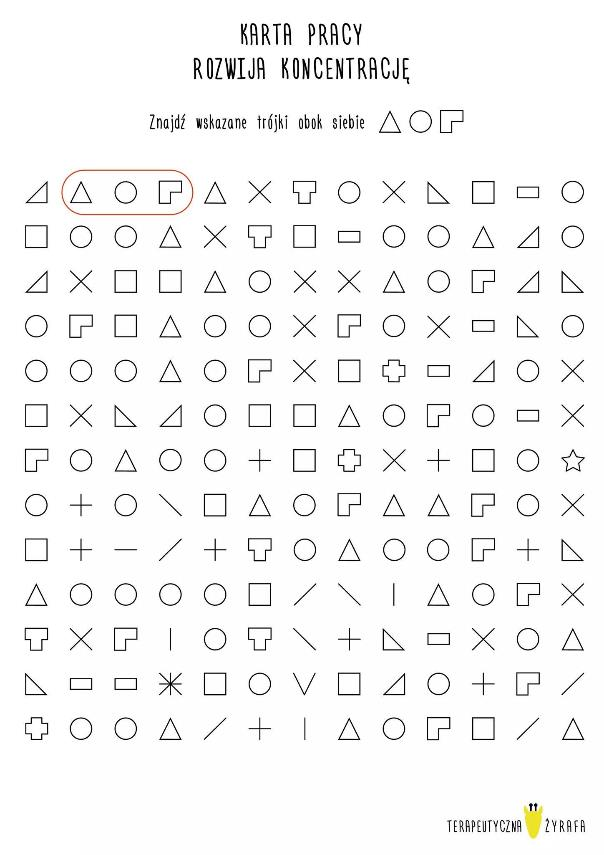 KARTA PRACY
ROZWIJA KONCENTRACJĘ
Znajdź wskazane trójki obok siebie
TERAPEUTYCZNA ŻYRAFA